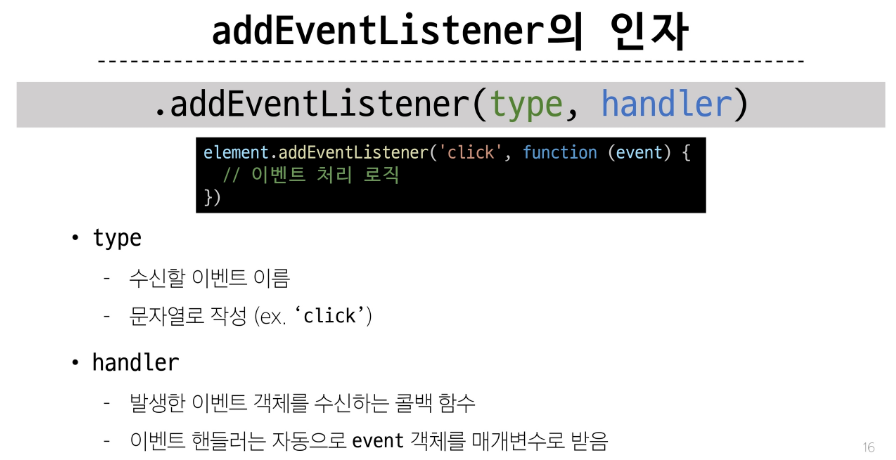 addEventListener의 인자
.addEventListener(type, handler)
element.addEventListener('click', function (event) {
// 이벤트 처리 로직
})
• type
- 수신할 이벤트 이름
- 문자열로 작성 (ex. ‘click’)
• handler
- 발생한 이벤트 객체를 수신하는 콜백 함수
- 이벤트 핸들러는 자동으로 event 객체를 매개변수로 받음
16